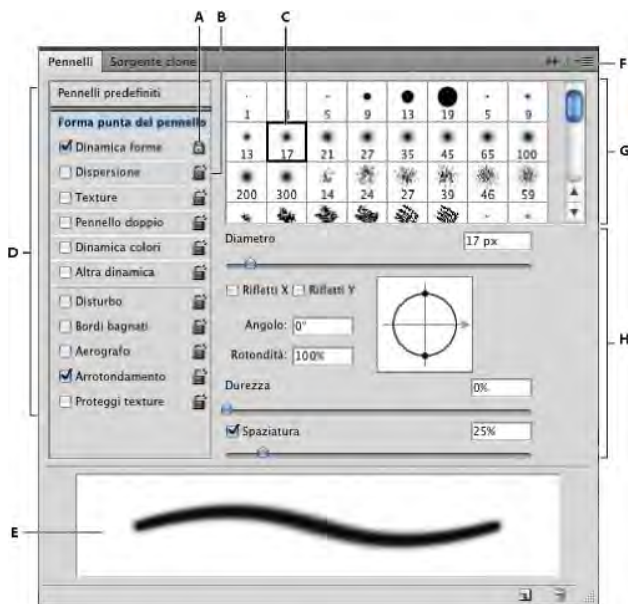 A B C
Pennelli Sorgente clone
F
Pennelli predefiniti
Forma punta del pennello
Dinamica forme
Dispersione
Texture
Pennello doppio
Dinamica colori
Altra dinamica
Disturbo
Bordi bagnati
Aerografo
Arrotondamento
Proteggi texture
D
1 3 5 9 13 19 5 9
13 17 21 27 35 45 65 100
200 300 14 24 27 39 46 59
G
Diametro 17 px
Rifletti X Rifletti Y
Angolo: 0°
Rotondità: 100%
H
Durezza 0%
Spaziatura 25%
E